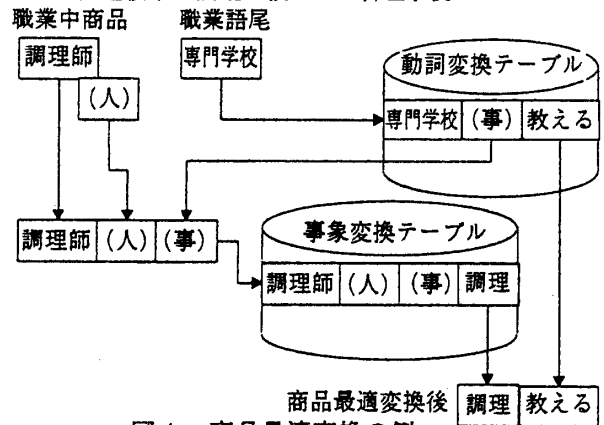 職業中商品 職業語尾
調理師 専門学校
(人)
動詞変換テーブル
専門学校 (事) 教える
調理師 (人) (事)
事象変換テーブル
調理師 (人) (事) 調理
商品最適変換後 調理 教える